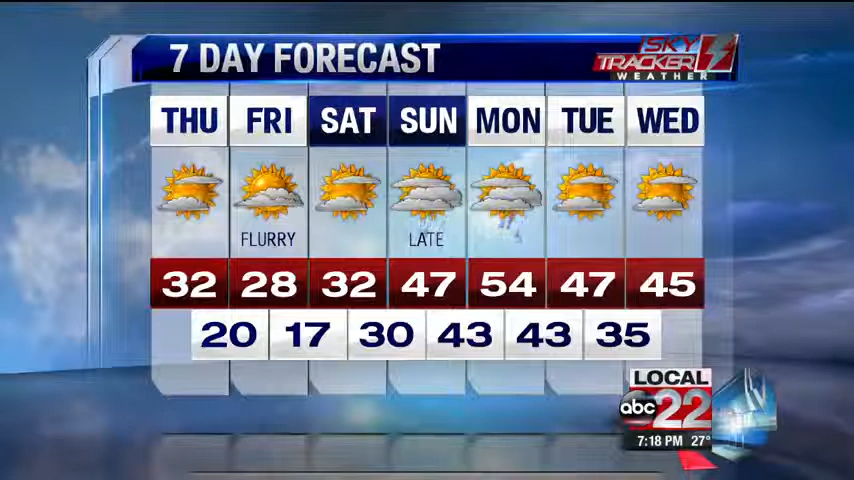 7 DAY FORECAST
iSKY
TRACKER
WEATHER
THU FRI SAT SUN MON TUE WED
FLURRY LATE
32 28 32 47 54 47 45
20 17 30 43 43 35
LOCAL
abc 22
7:18 PM 27°